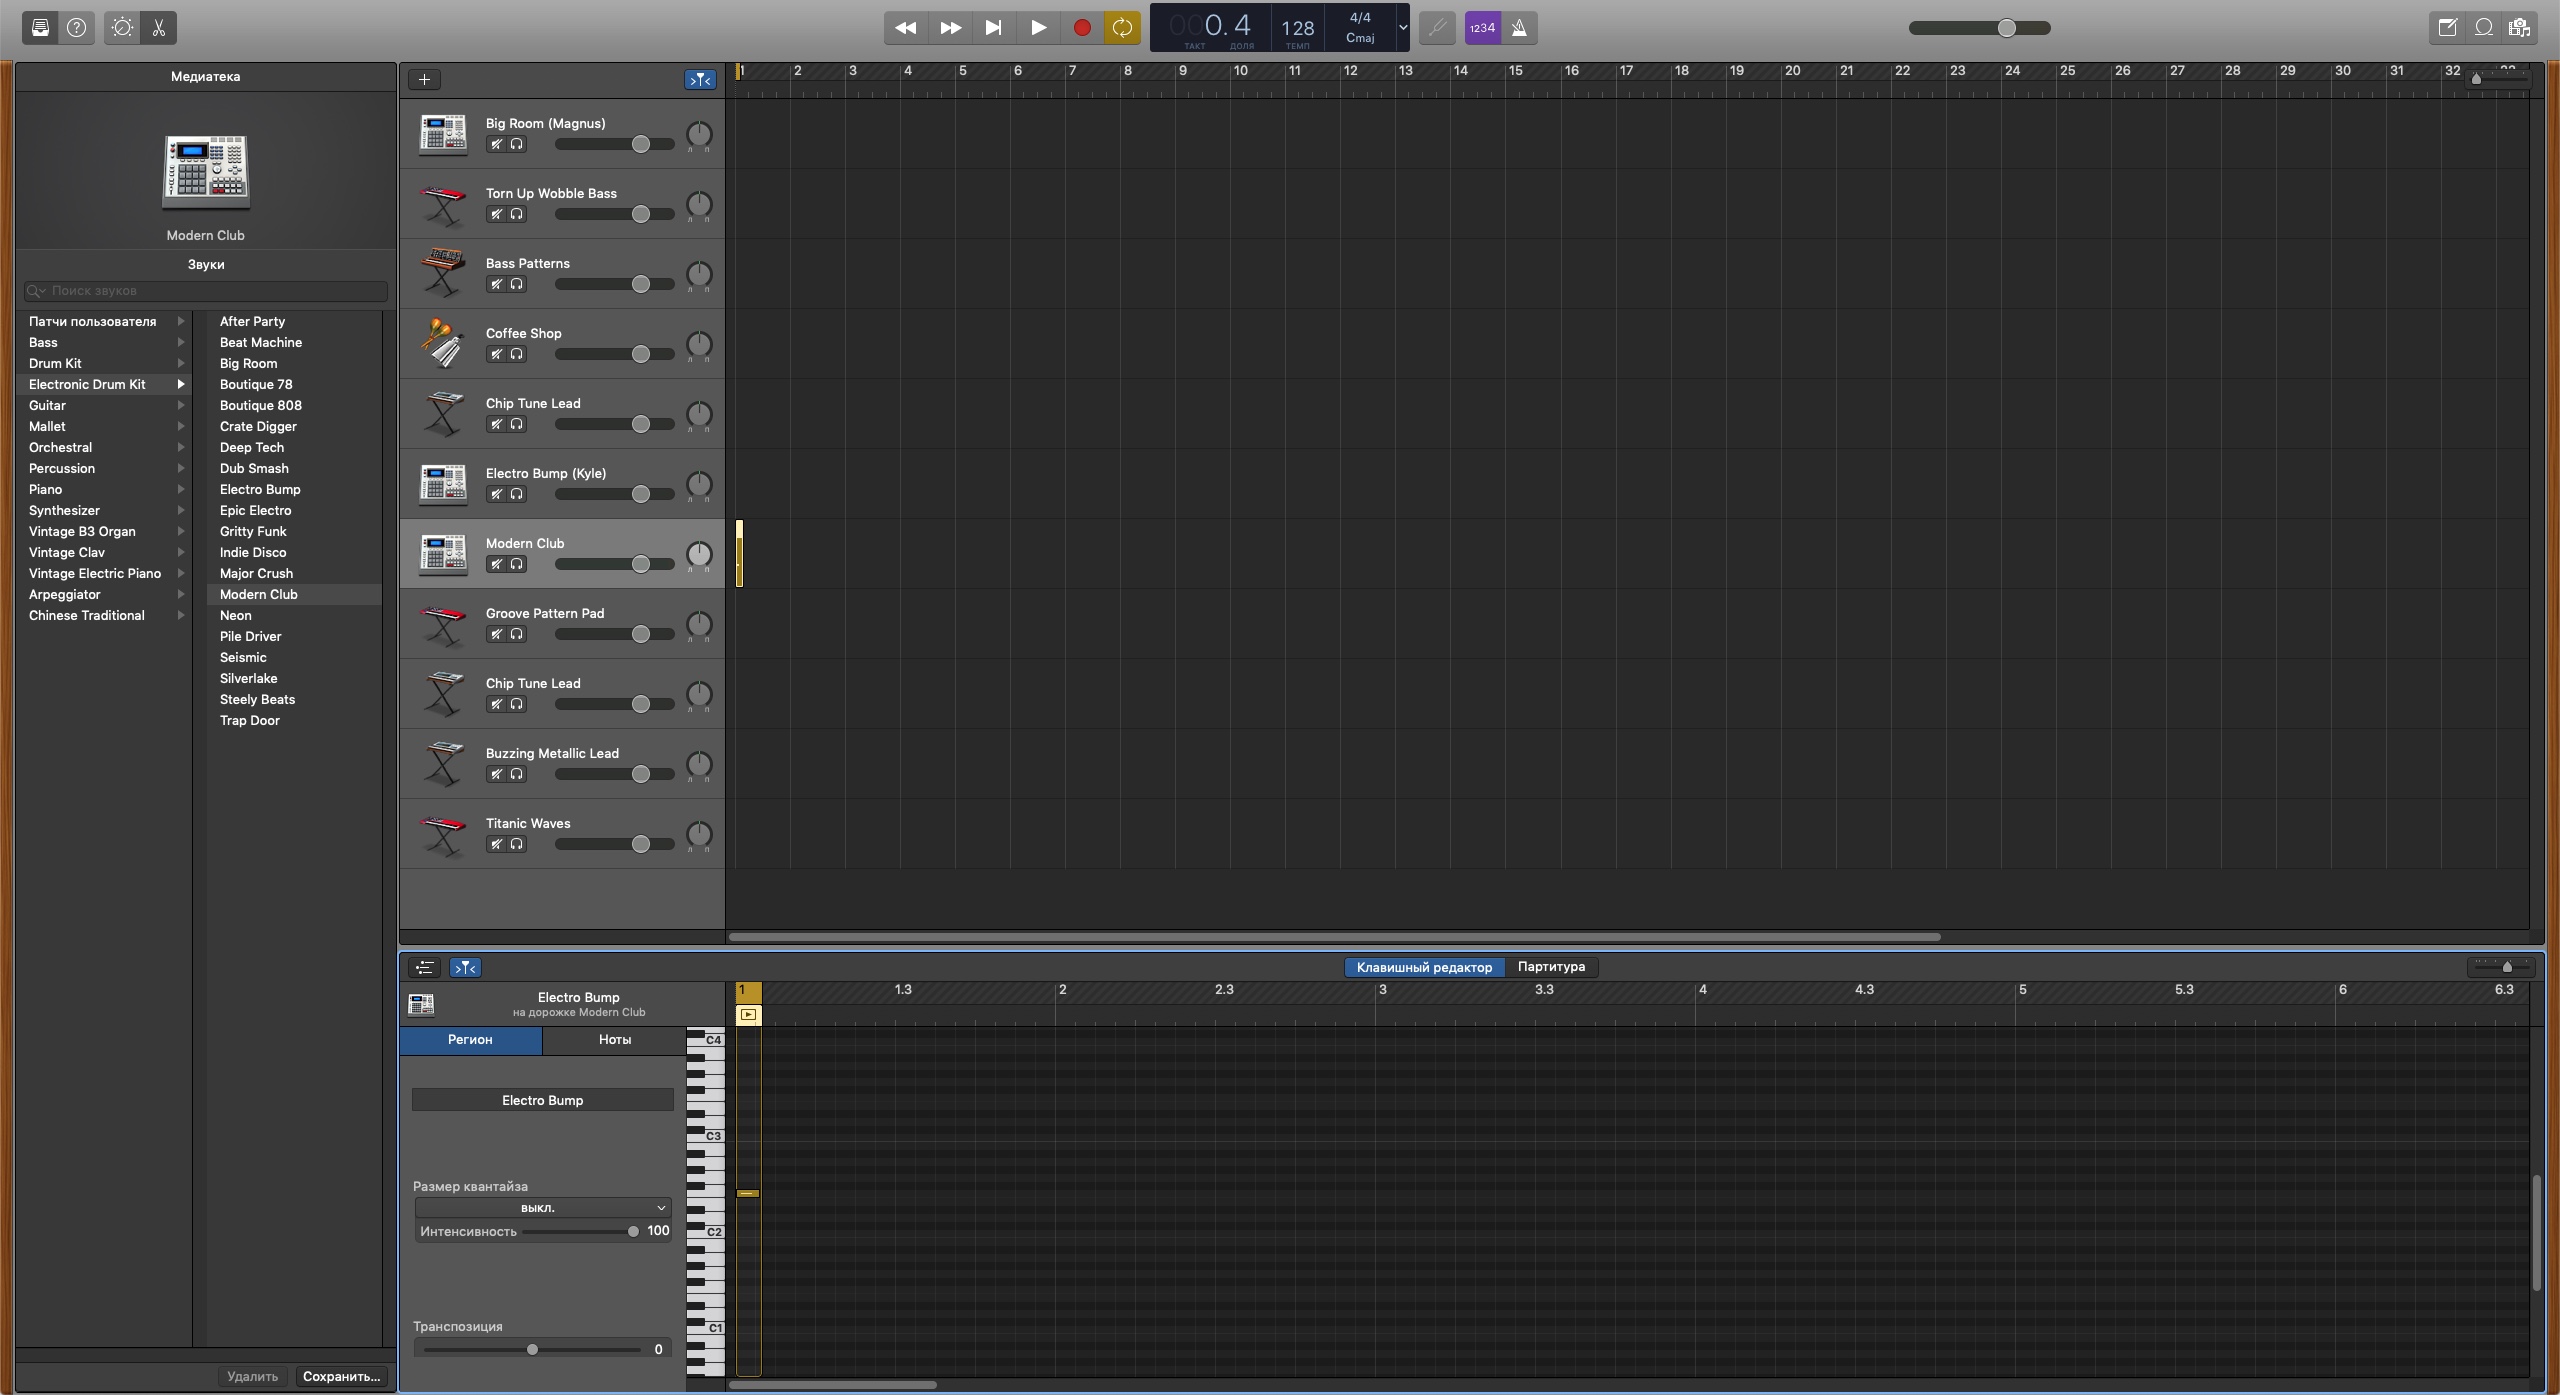 000.4
ТАКТ ДОЛЯ
128
ТЕМП
4/4
Cmaj
1234
Медиатека
Modern Club
Звуки
Поиск звуков
Патчи пользователя
Bass
Drum Kit
Electronic Drum Kit
Guitar
Mallet
Orchestral
Percussion
Piano
Synthesizer
Vintage B3 Organ
Vintage Clav
Vintage Electric Piano
Arpeggiator
Chinese Traditional
After Party
Beat Machine
Big Room
Boutique 78
Boutique 808
Crate Digger
Deep Tech
Dub Smash
Electro Bump
Epic Electro
Gritty Funk
Indie Disco
Major Crush
Modern Club
Neon
Pile Driver
Seismic
Silverlake
Steely Beats
Trap Door
Удалить Сохранить...
1 2 3 4 5 6 7 8 9 10 11 12 13 14 15 16 17 18 19 20 21 22 23 24 25 26 27 28 29 30 31 32 33
Big Room (Magnus)
Л П
Torn Up Wobble Bass
Л П
Bass Patterns
Л П
Coffee Shop
Л П
Chip Tune Lead
Л П
Electro Bump (Kyle)
Л П
Modern Club
Л П
Groove Pattern Pad
Л П
Chip Tune Lead
Л П
Buzzing Metallic Lead
Л П
Titanic Waves
Л П
Клавишный редактор Партитура
Electro Bump
на дорожке Modern Club
1 1.3 2 2.3 3 3.3 4 4.3 5 5.3 6 6.3
Регион Ноты
Electro Bump
Размер квантайза
выкл.
Интенсивность 100
Транспозиция
0
C4
C3
C2
C1